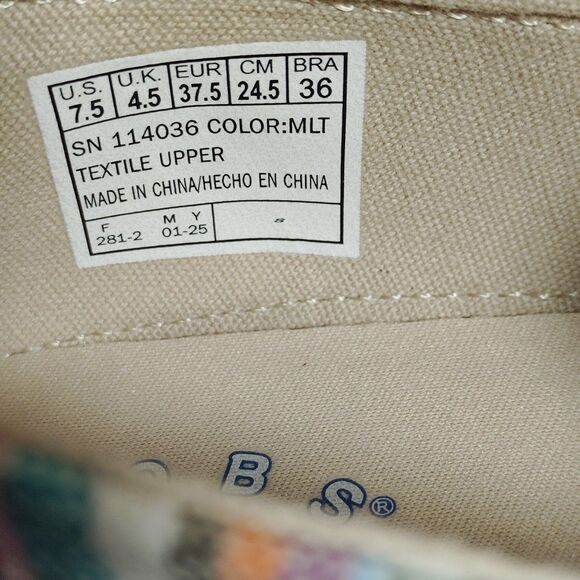 U.S. U.K. EUR CM BRA
7.5 4.5 37.5 24.5 36
SN 114036 COLOR:MLT
TEXTILE UPPER
MADE IN CHINA/HECHO EN CHINA
F M Y
281-2 01-25
B S®